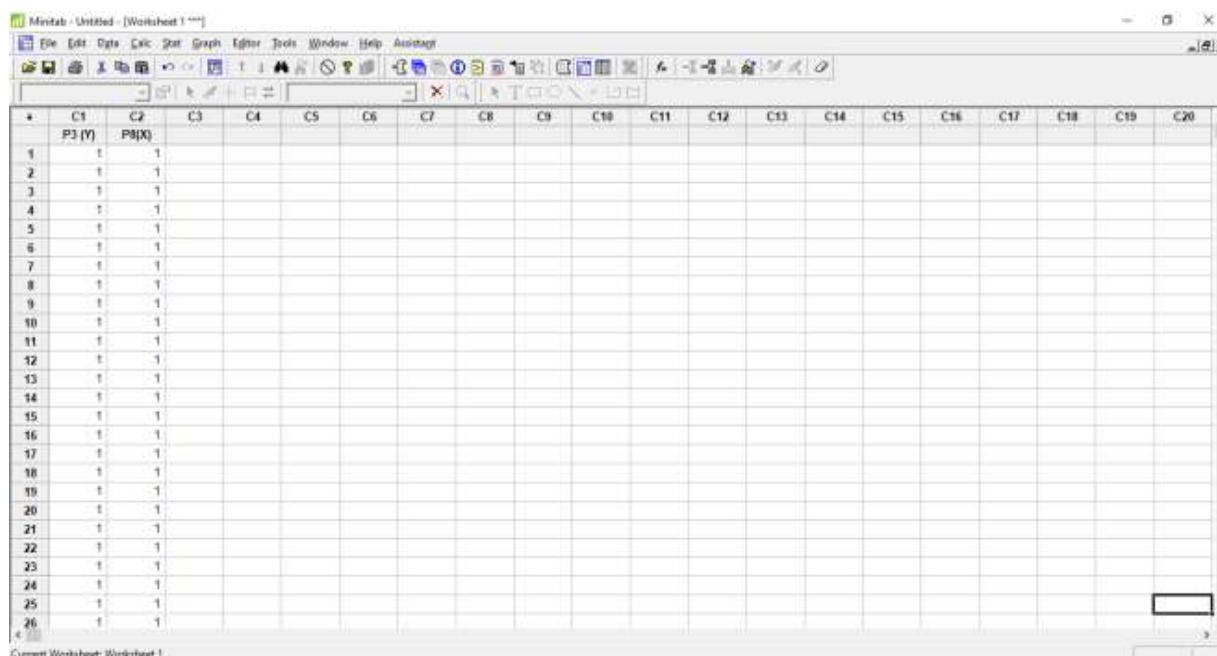 Minitab - Untitled - [Worksheet 1 ***]
File Edit Data Calc Stat Graph Editor Tools Window Help Assistant
C1 C2 C3 C4 C5 C6 C7 C8 C9 C10 C11 C12 C13 C14 C15 C16 C17 C18 C19 C20
P3 (Y) P8(X)
1 1 1
2 1 1
3 1 1
4 1 1
5 1 1
6 1 1
7 1 1
8 1 1
9 1 1
10 1 1
11 1 1
12 1 1
13 1 1
14 1 1
15 1 1
16 1 1
17 1 1
18 1 1
19 1 1
20 1 1
21 1 1
22 1 1
23 1 1
24 1 1
25 1 1
26 1 1
Current Worksheet: Worksheet 1